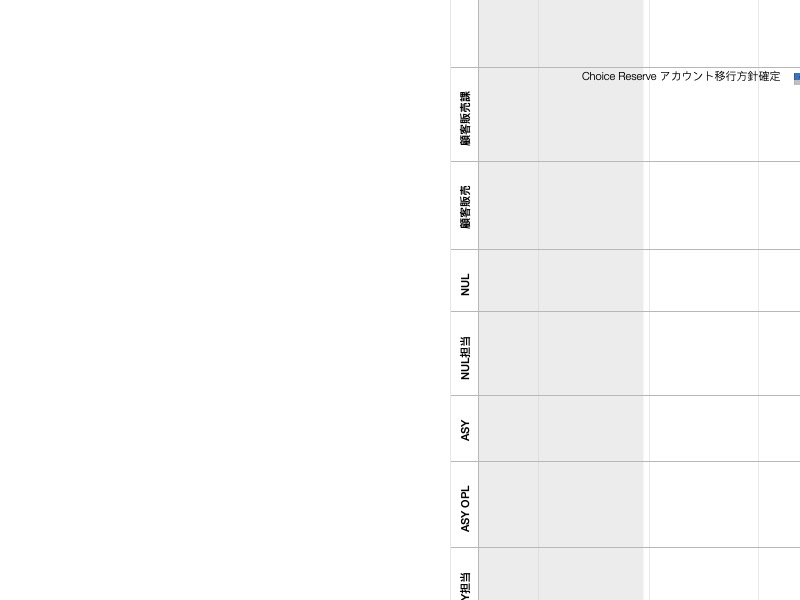 Choice Reserve アカウント移行方針確定
顧客販売課
顧客販売
NUL
NUL担当
ASY
ASY OPL
Y担当